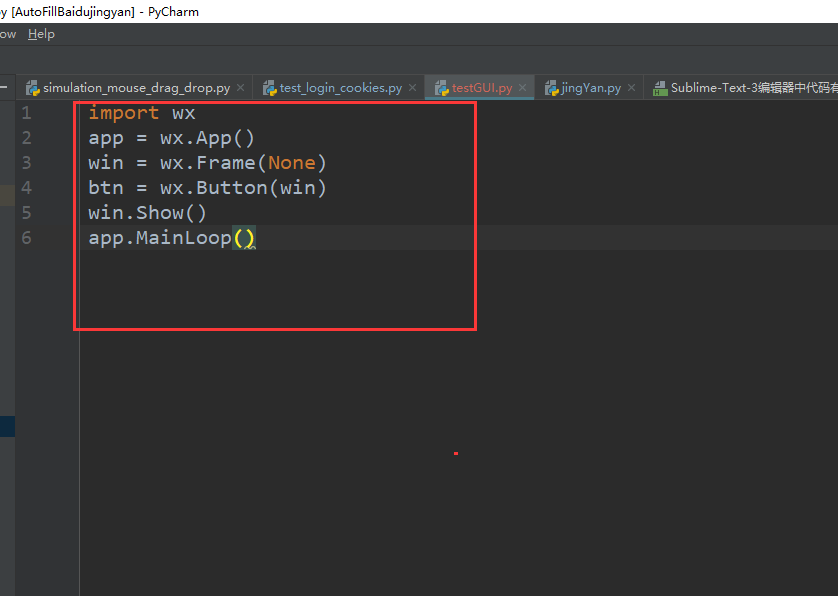 y [AutoFillBaidujingyan] - PyCharm
ow Help
simulation_mouse_drag_drop.py test_login_cookies.py testGUI.py jingYan.py Sublime-Text-3编辑器中代码有
1 import wx
2 app = wx.App()
3 win = wx.Frame(None)
4 btn = wx.Button(win)
5 win.Show()
6 app.MainLoop()